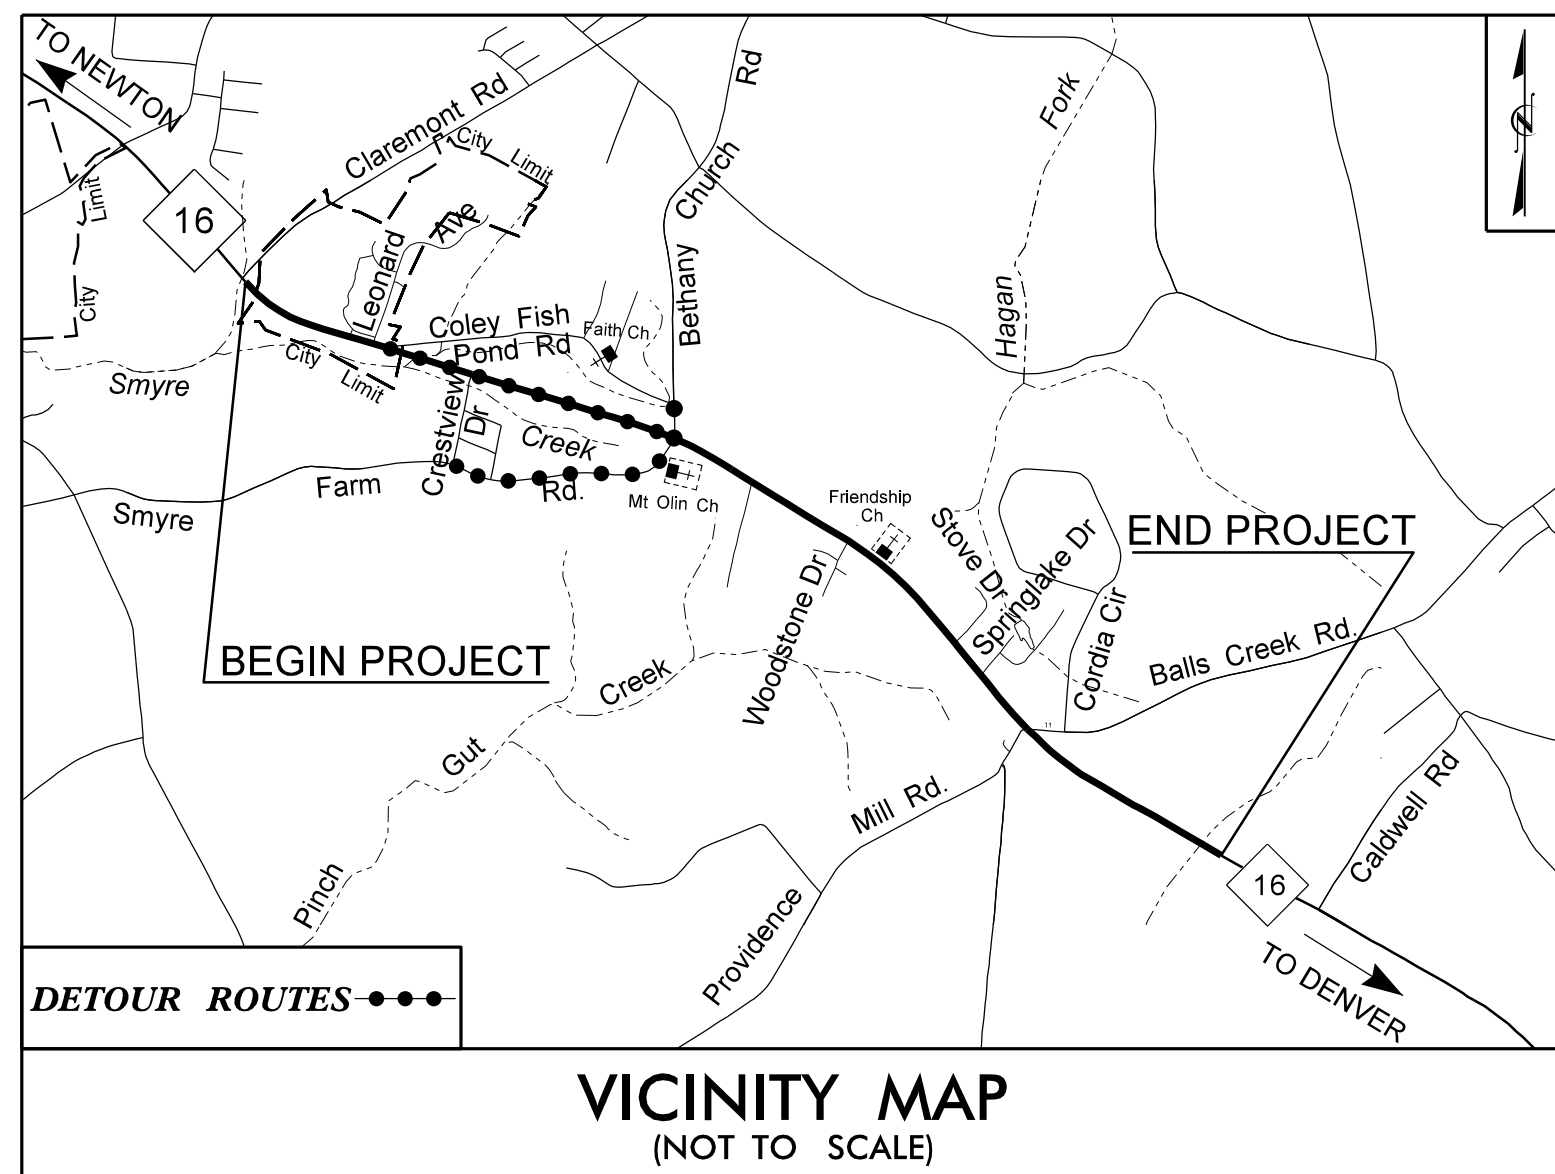 TO NEWTON
16
Claremont Rd
City Limit
Limit
City
Leonard Ave
Bethany Church Rd
Hagan Fork
Coley Fish
Pond Rd
Faith Ch
City Limit
Smyre Creek
Crestview
Dr
Smyre Farm Rd.
Mt Olin Ch
Friendship
Ch
Stove Dr
Springlake Dr
END PROJECT
Woodstone Dr
Cordia Cir
Balls Creek Rd.
BEGIN PROJECT
Pinch Gut Creek
.11
Providence Mill Rd.
Caldwell Rd
16
TO DENVER
DETOUR ROUTES
VICINITY MAP
(NOT TO SCALE)